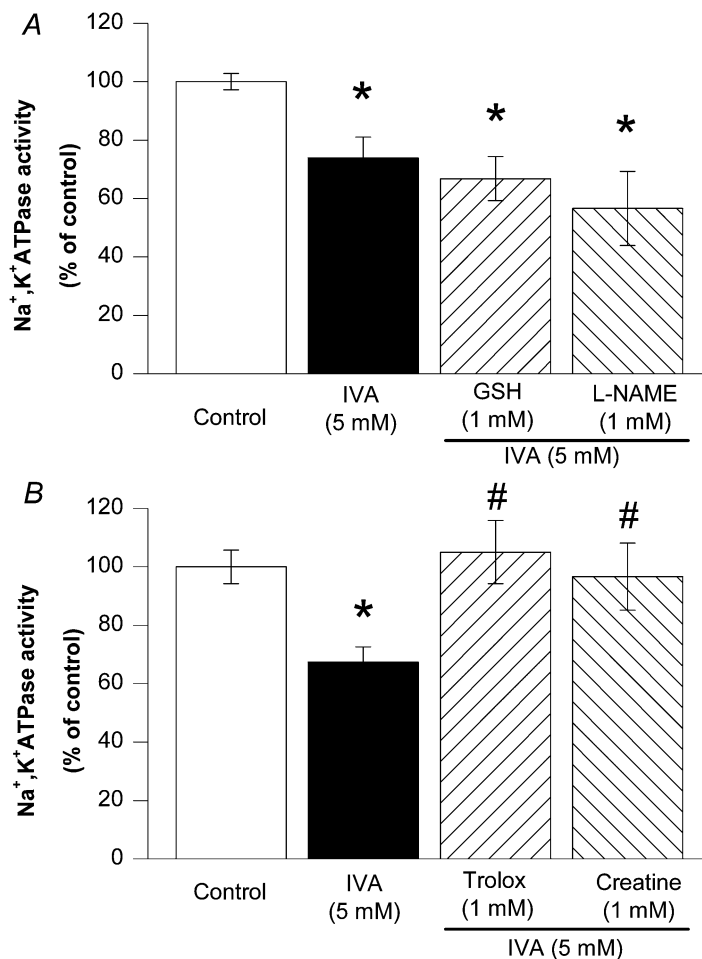 A
120
100
80
60
40
20
0
Na⁺,K⁺ATPase activity
(% of control)
*
*
*
Control
IVA
(5 mM)
GSH
(1 mM)
L-NAME
(1 mM)
IVA (5 mM)
B
120
100
80
60
40
20
0
Na⁺,K⁺ATPase activity
(% of control)
*
#
#
Control
IVA
(5 mM)
Trolox
(1 mM)
Creatine
(1 mM)
IVA (5 mM)